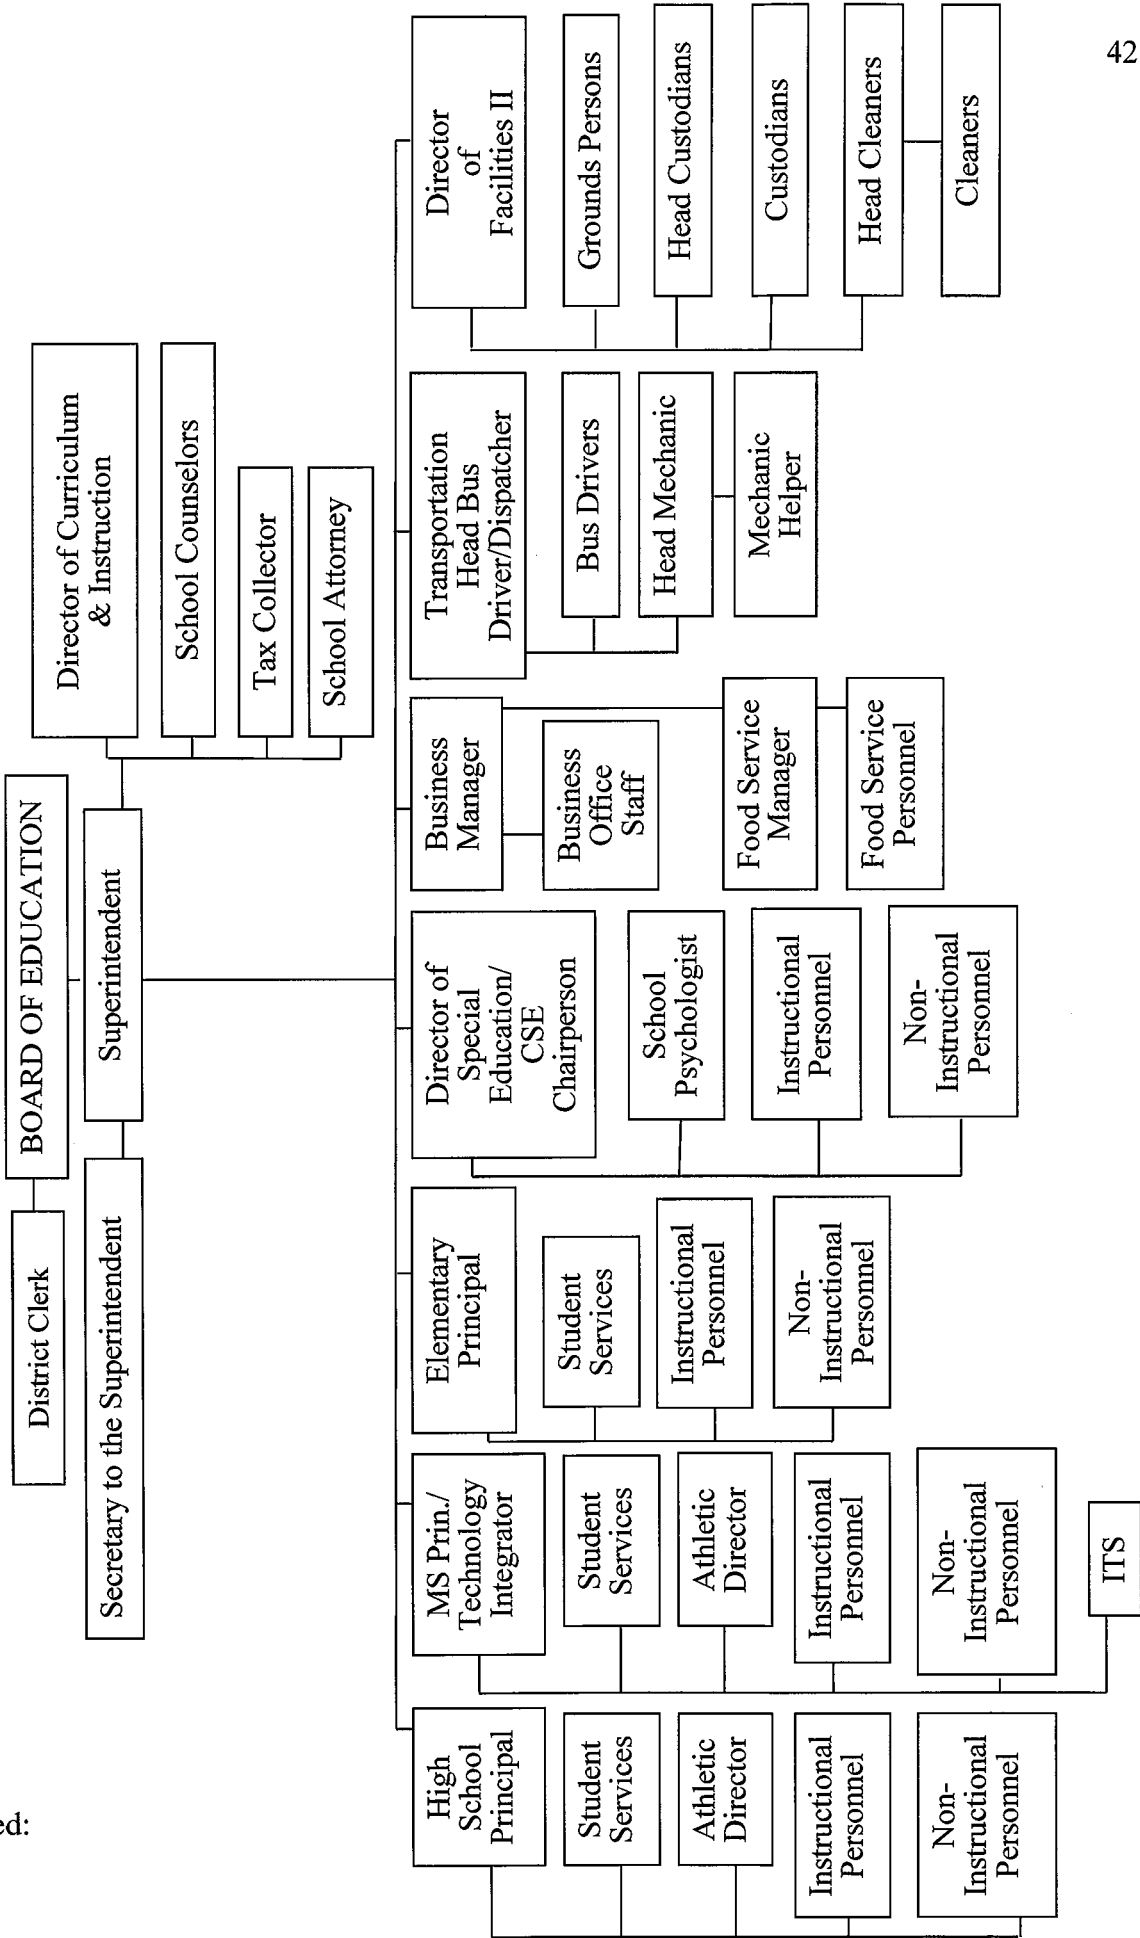 42
BOARD OF EDUCATION
District Clerk
Superintendent
Secretary to the Superintendent
Director of Curriculum
& Instruction
School Counselors
Tax Collector
School Attorney
High
School
Principal
Student
Services
Athletic
Director
Instructional
Personnel
Non-
Instructional
Personnel
MS Prin./
Technology
Integrator
Student
Services
Athletic
Director
Instructional
Personnel
Non-
Instructional
Personnel
ITS
Elementary
Principal
Student
Services
Instructional
Personnel
Non-
Instructional
Personnel
Director of
Special
Education/
CSE
Chairperson
School
Psychologist
Instructional
Personnel
Non-
Instructional
Personnel
Business
Manager
Business
Office
Staff
Food Service
Manager
Food Service
Personnel
Transportation
Head Bus
Driver/Dispatcher
Bus Drivers
Head Mechanic
Mechanic
Helper
Director
of
Facilities II
Grounds Persons
Head Custodians
Custodians
Head Cleaners
Cleaners
ed: